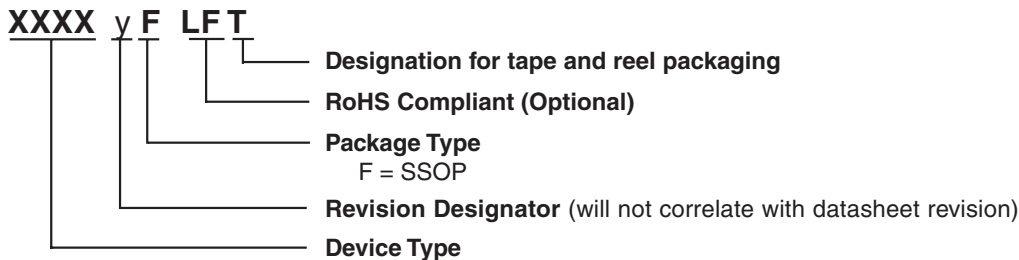 XXXX y F LF T
Designation for tape and reel packaging
RoHS Compliant (Optional)
Package Type
F = SSOP
Revision Designator (will not correlate with datasheet revision)
Device Type